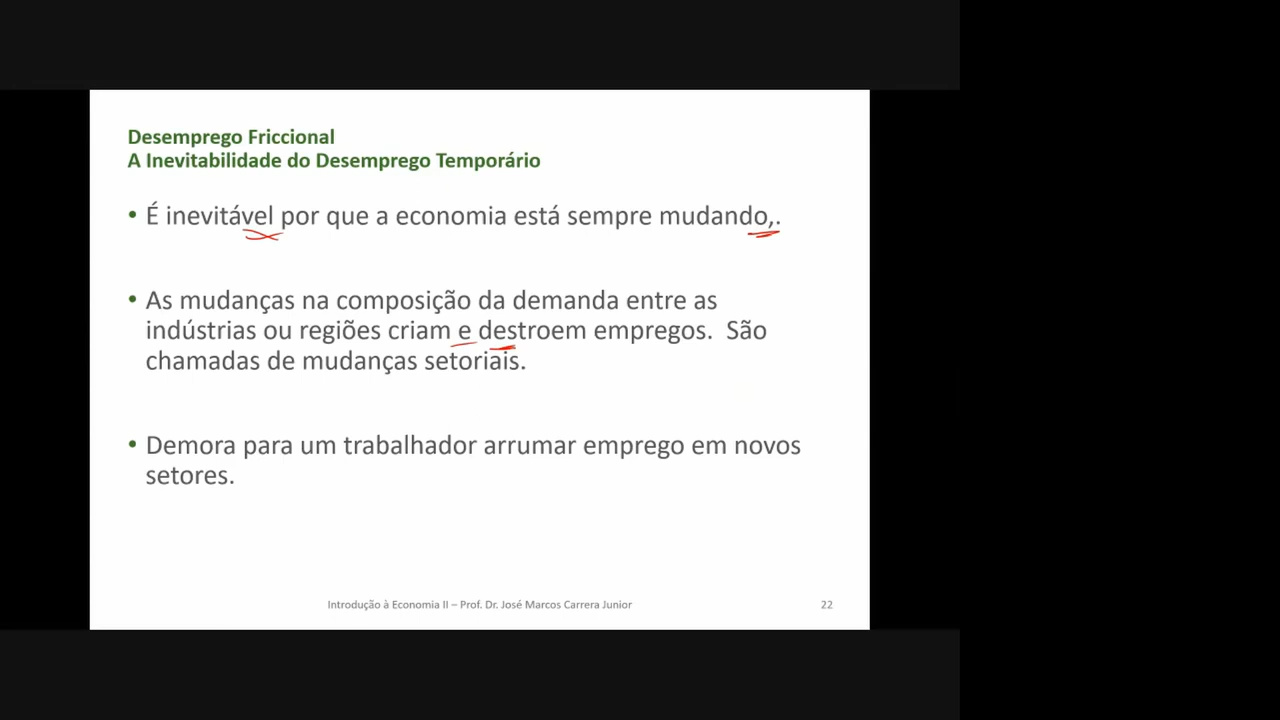 Desemprego Friccional
A Inevitabilidade do Desemprego Temporário
• É inevitável por que a economia está sempre mudando,.
• As mudanças na composição da demanda entre as
indústrias ou regiões criam e destroem empregos.  São
chamadas de mudanças setoriais.
• Demora para um trabalhador arrumar emprego em novos
setores.
Introdução à Economia II – Prof. Dr. José Marcos Carrera Junior
22